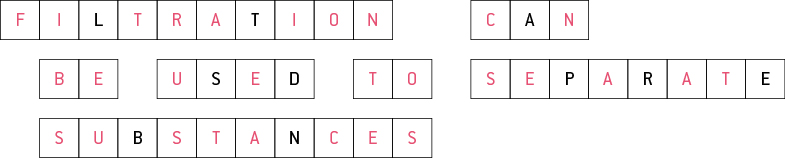 FILTRATION CAN
BE USED TO SEPARATE
SUBSTANCES